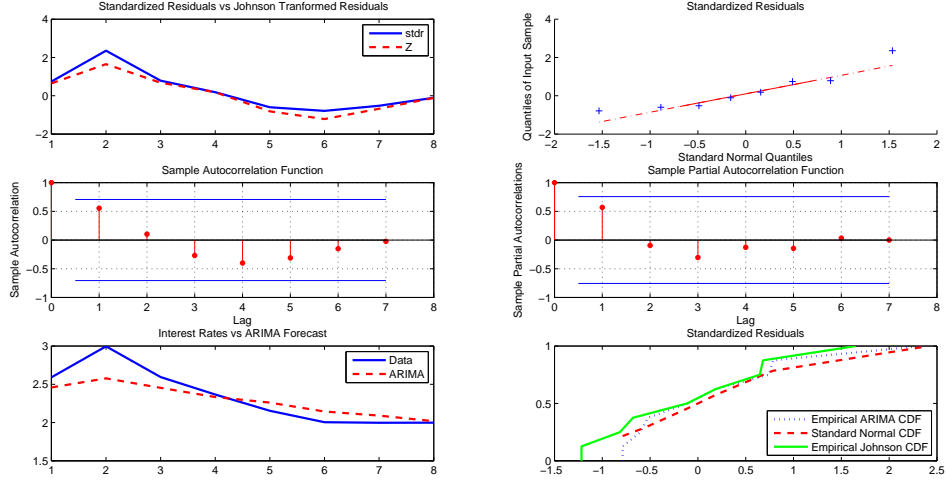 Standardized Residuals vs Johnson Tranformed Residuals
4
2
0
−2
1 2 3 4 5 6 7 8
stdr
Z
Standardized Residuals
Quantiles of Input Sample
4
2
0
−2
−2 −1.5 −1 −0.5 0 0.5 1 1.5 2
Standard Normal Quantiles
Sample Autocorrelation Function
Sample Autocorrelation
1
0.5
0
−0.5
−1
0 1 2 3 4 5 6 7 8
Lag
Sample Partial Autocorrelation Function
Sample Partial Autocorrelations
1
0.5
0
−0.5
−1
0 1 2 3 4 5 6 7 8
Lag
Interest Rates vs ARIMA Forecast
3
2.5
2
1.5
1 2 3 4 5 6 7 8
Data
ARIMA
Standardized Residuals
1
0.5
0
−1.5 −1 −0.5 0 0.5 1 1.5 2 2.5
Empirical ARIMA CDF
Standard Normal CDF
Empirical Johnson CDF